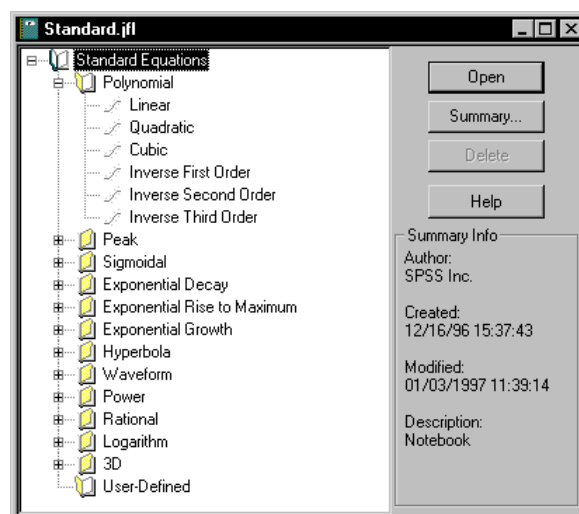 Standard.jfl
Standard Equations
Polynomial
Linear
Quadratic
Cubic
Inverse First Order
Inverse Second Order
Inverse Third Order
Peak
Sigmoidal
Exponential Decay
Exponential Rise to Maximum
Exponential Growth
Hyperbola
Waveform
Power
Rational
Logarithm
3D
User-Defined
Open
Summary...
Delete
Help
Summary Info
Author:
SPSS Inc.
Created:
12/16/96 15:37:43
Modified:
01/03/1997 11:39:14
Description:
Notebook